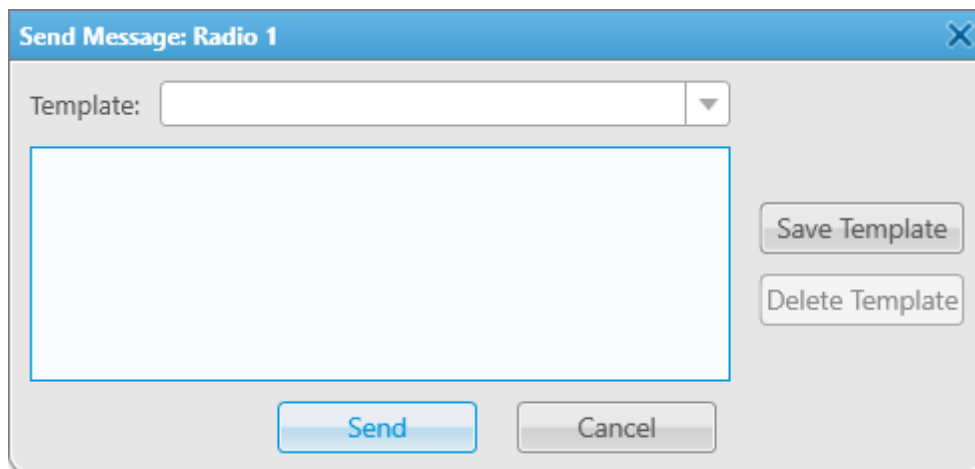 Send Message: Radio 1
Template:
Save Template
Delete Template
Send
Cancel